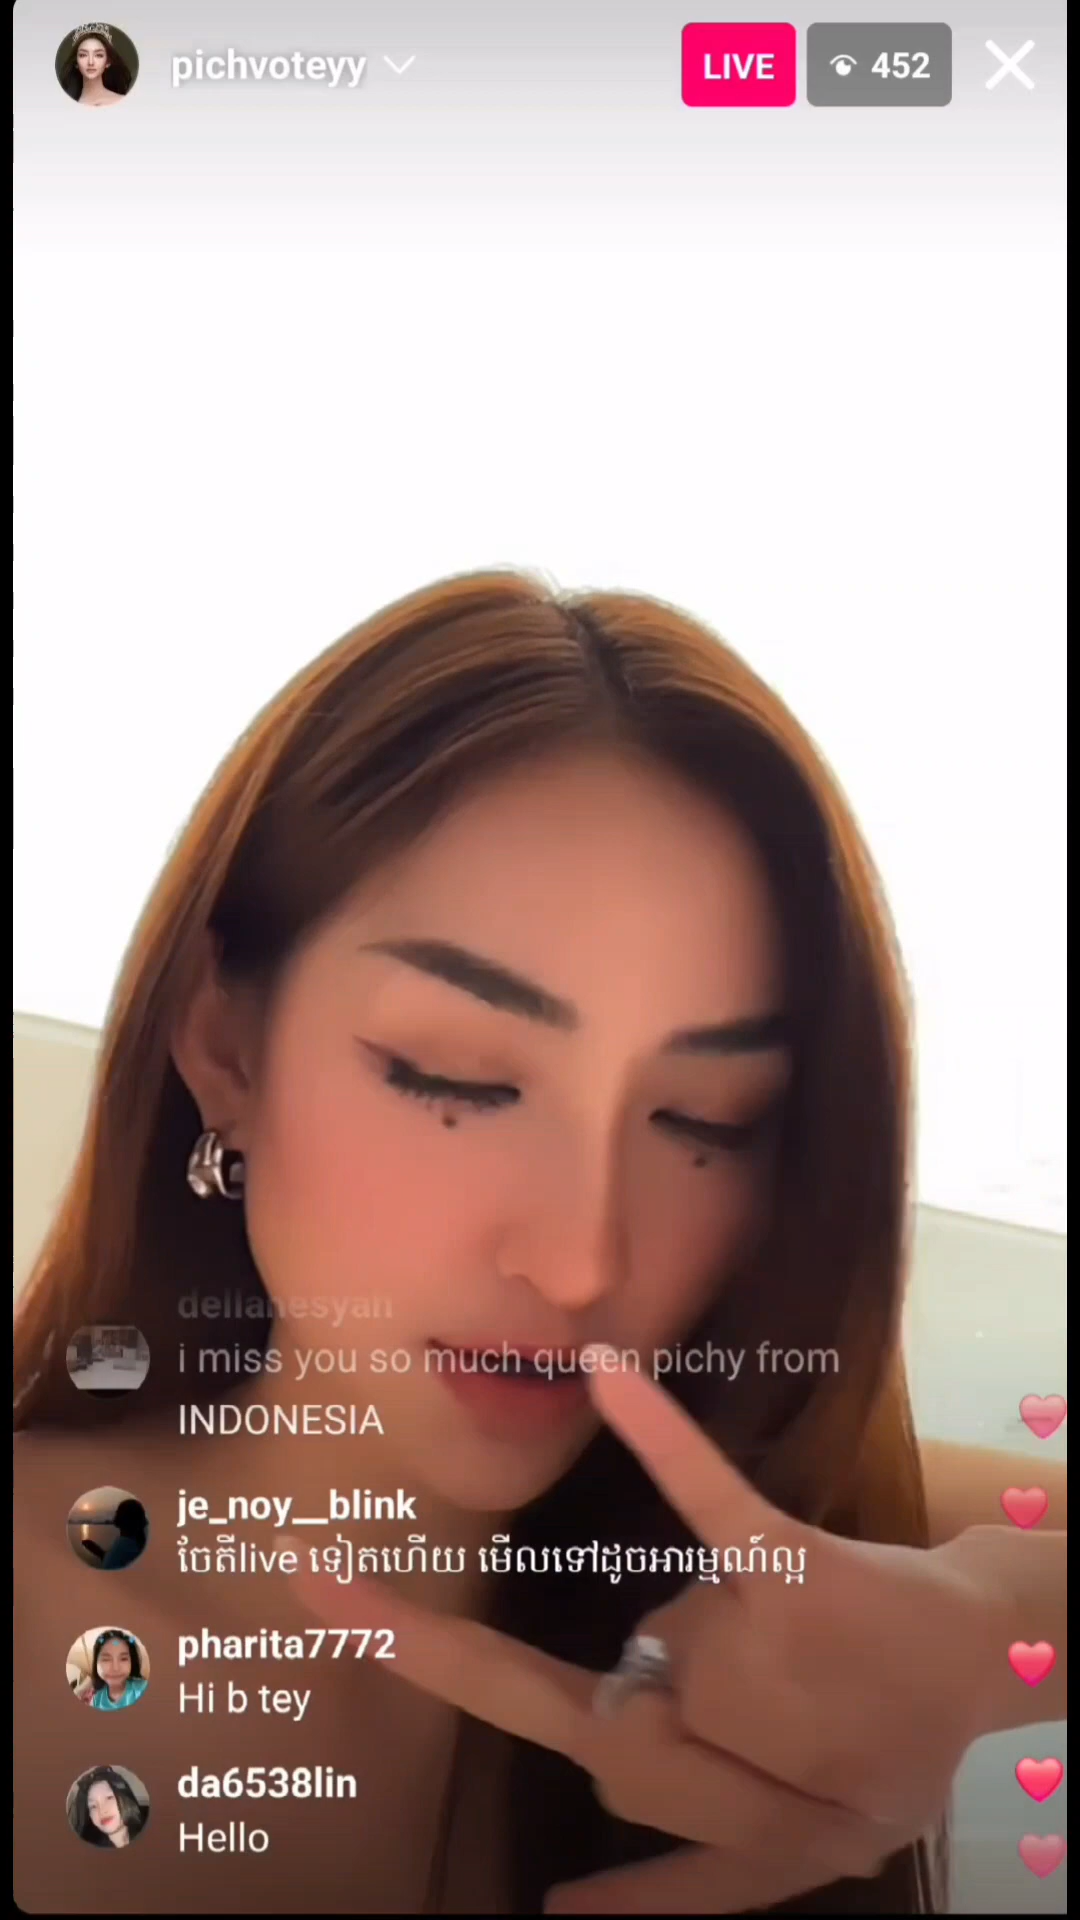 pichvoteyy
LIVE
452
dellanesyah
i miss you so much queen pichy from
INDONESIA
je_noy__blink
ចែតីlive ទៀតហើយ មើលទៅដូចអារម្មណ៍ល្អ
pharita7772
Hi b tey
da6538lin
Hello